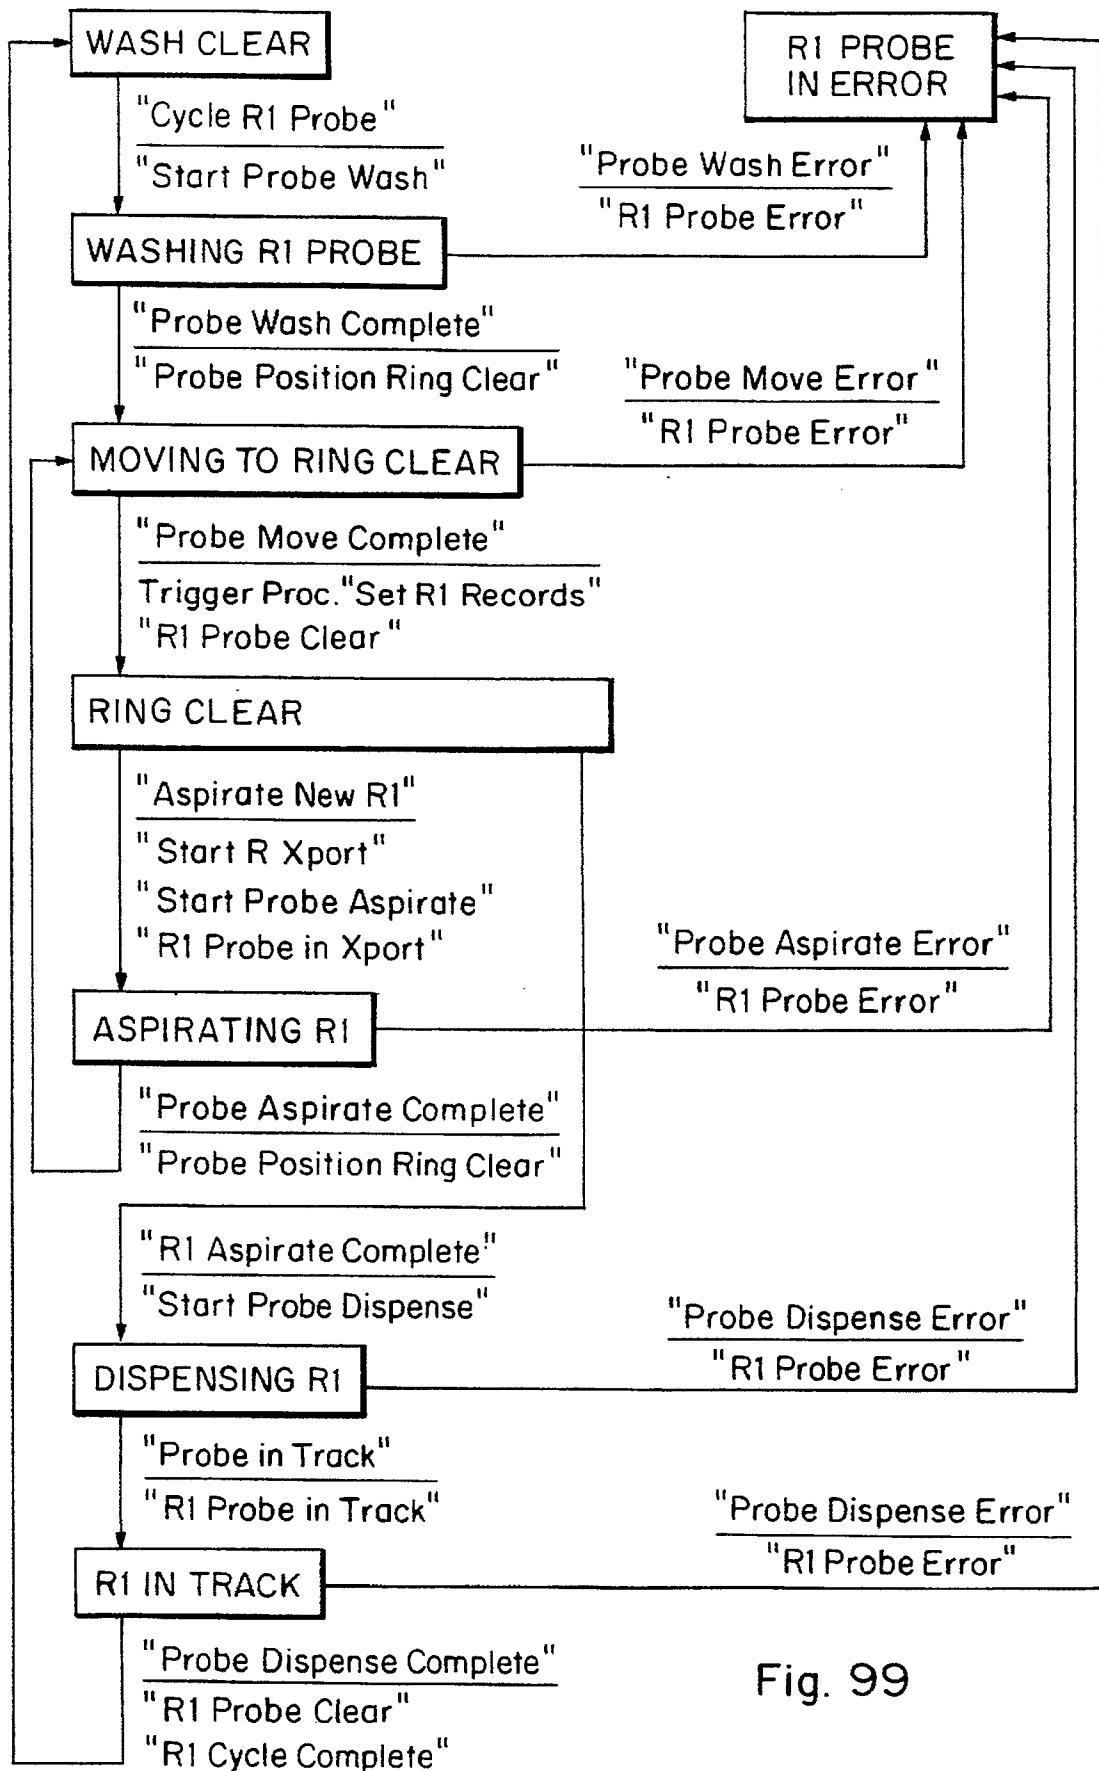 WASH CLEAR
R1 PROBE
IN ERROR
"Cycle R1 Probe"
"Start Probe Wash"
"Probe Wash Error"
"R1 Probe Error"
WASHING R1 PROBE
"Probe Wash Complete"
"Probe Position Ring Clear"
"Probe Move Error"
"R1 Probe Error"
MOVING TO RING CLEAR
"Probe Move Complete"
Trigger Proc."Set R1 Records"
"R1 Probe Clear"
RING CLEAR
"Aspirate New R1"
"Start R Xport"
"Start Probe Aspirate"
"R1 Probe in Xport"
"Probe Aspirate Error"
"R1 Probe Error"
ASPIRATING R1
"Probe Aspirate Complete"
"Probe Position Ring Clear"
"R1 Aspirate Complete"
"Start Probe Dispense"
"Probe Dispense Error"
"R1 Probe Error"
DISPENSING R1
"Probe in Track"
"R1 Probe in Track"
"Probe Dispense Error"
"R1 Probe Error"
R1 IN TRACK
"Probe Dispense Complete"
"R1 Probe Clear"
"R1 Cycle Complete"
Fig. 99